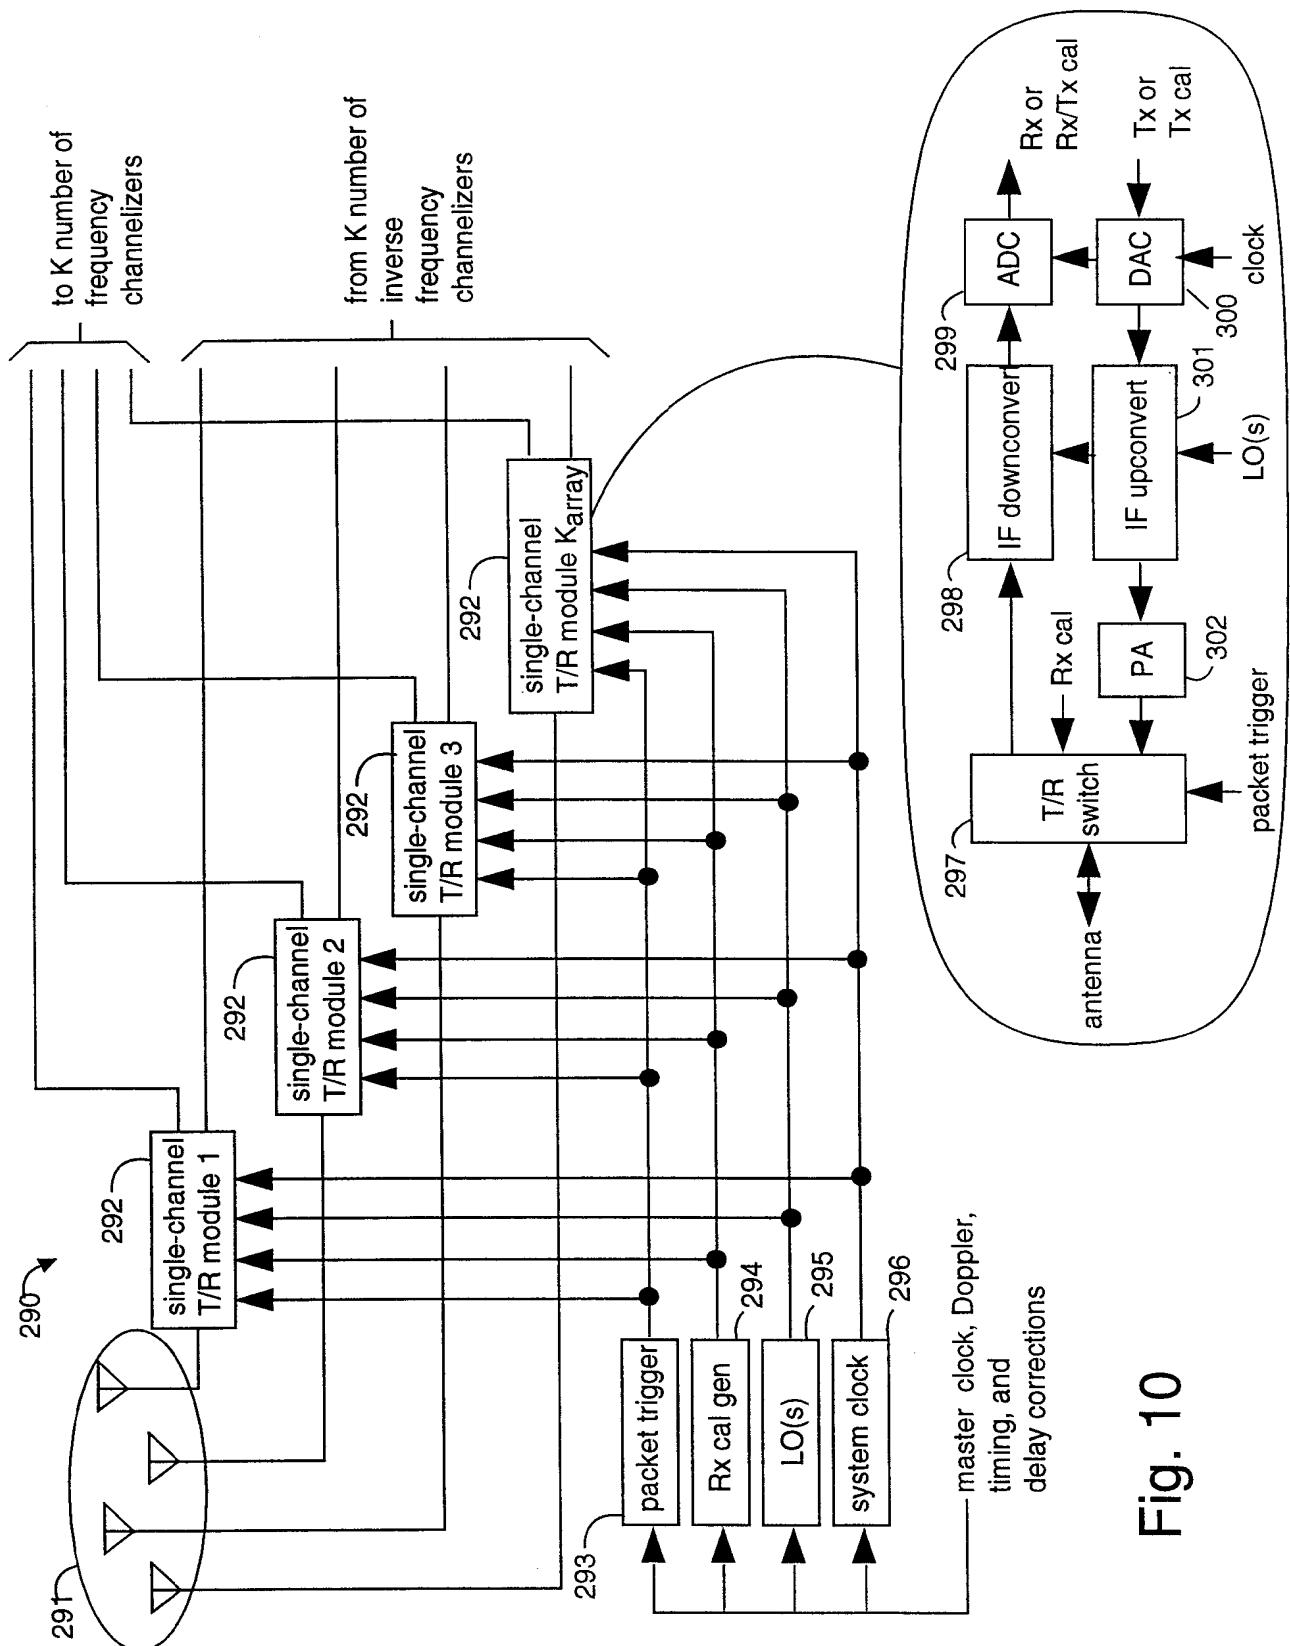 290
291
292
single-channel
T/R module 1
292
single-channel
T/R module 2
292
single-channel
T/R module 3
292
single-channel
T/R module Karray
to K number of
frequency
channelizers
from K number of
inverse
frequency
channelizers
293
packet trigger
Rx cal gen
294
LO(s)
295
system clock
296
master clock, Doppler,
timing, and
delay corrections
antenna
297
T/R
switch
packet trigger
Rx cal
298
IF downconvert
299
ADC
Rx or
Rx/Tx cal
PA
302
IF upconvert
301
LO(s)
DAC
300
clock
Tx or
Tx cal
Fig. 10